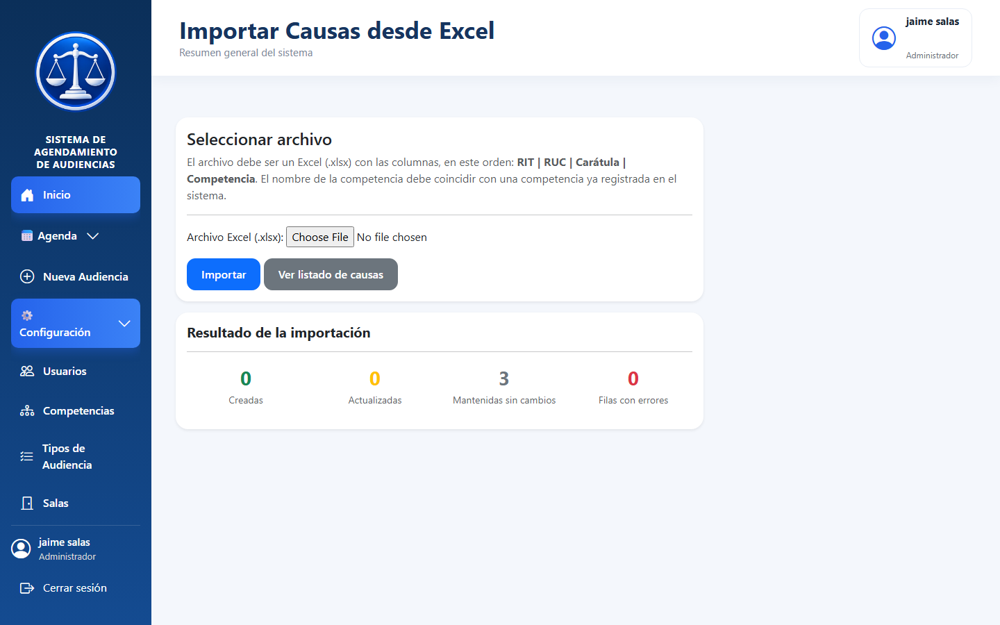 SISTEMA DE
AGENDAMIENTO
DE AUDIENCIAS
Inicio
Agenda
Nueva Audiencia
Configuración
Usuarios
Competencias
Tipos de
Audiencia
Salas
jaime salas
Administrador
Cerrar sesión
Importar Causas desde Excel
Resumen general del sistema
jaime salas
Administrador
Seleccionar archivo
El archivo debe ser un Excel (.xlsx) con las columnas, en este orden: RIT | RUC | Carátula |
Competencia. El nombre de la competencia debe coincidir con una competencia ya registrada en el
sistema.
Archivo Excel (.xlsx): Choose File No file chosen
Importar Ver listado de causas
Resultado de la importación
0 0 3 0
Creadas Actualizadas Mantenidas sin cambios Filas con errores